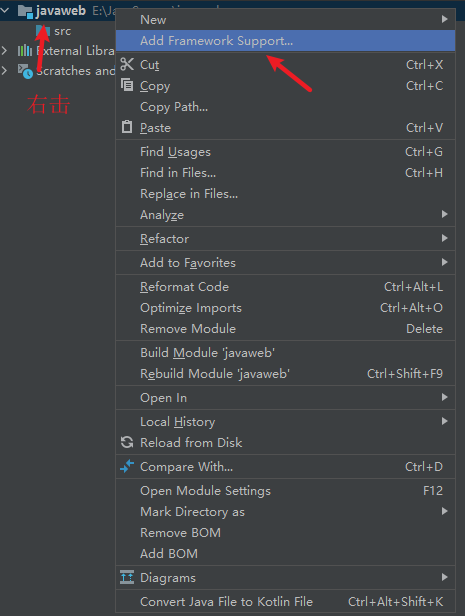 javaweb
New
Add Framework Support...
src
External Libra
Cut Ctrl+X
Scratches and
Copy Ctrl+C
右击
Copy Path...
Paste Ctrl+V
Find Usages Ctrl+G
Find in Files... Ctrl+H
Replace in Files...
Analyze
Refactor
Add to Favorites
Reformat Code Ctrl+Alt+L
Optimize Imports Ctrl+Alt+O
Remove Module Delete
Build Module 'javaweb'
Rebuild Module 'javaweb' Ctrl+Shift+F9
Open In
Local History
Reload from Disk
Compare With... Ctrl+D
Open Module Settings F12
Mark Directory as
Remove BOM
Add BOM
Diagrams
Convert Java File to Kotlin File Ctrl+Alt+Shift+K